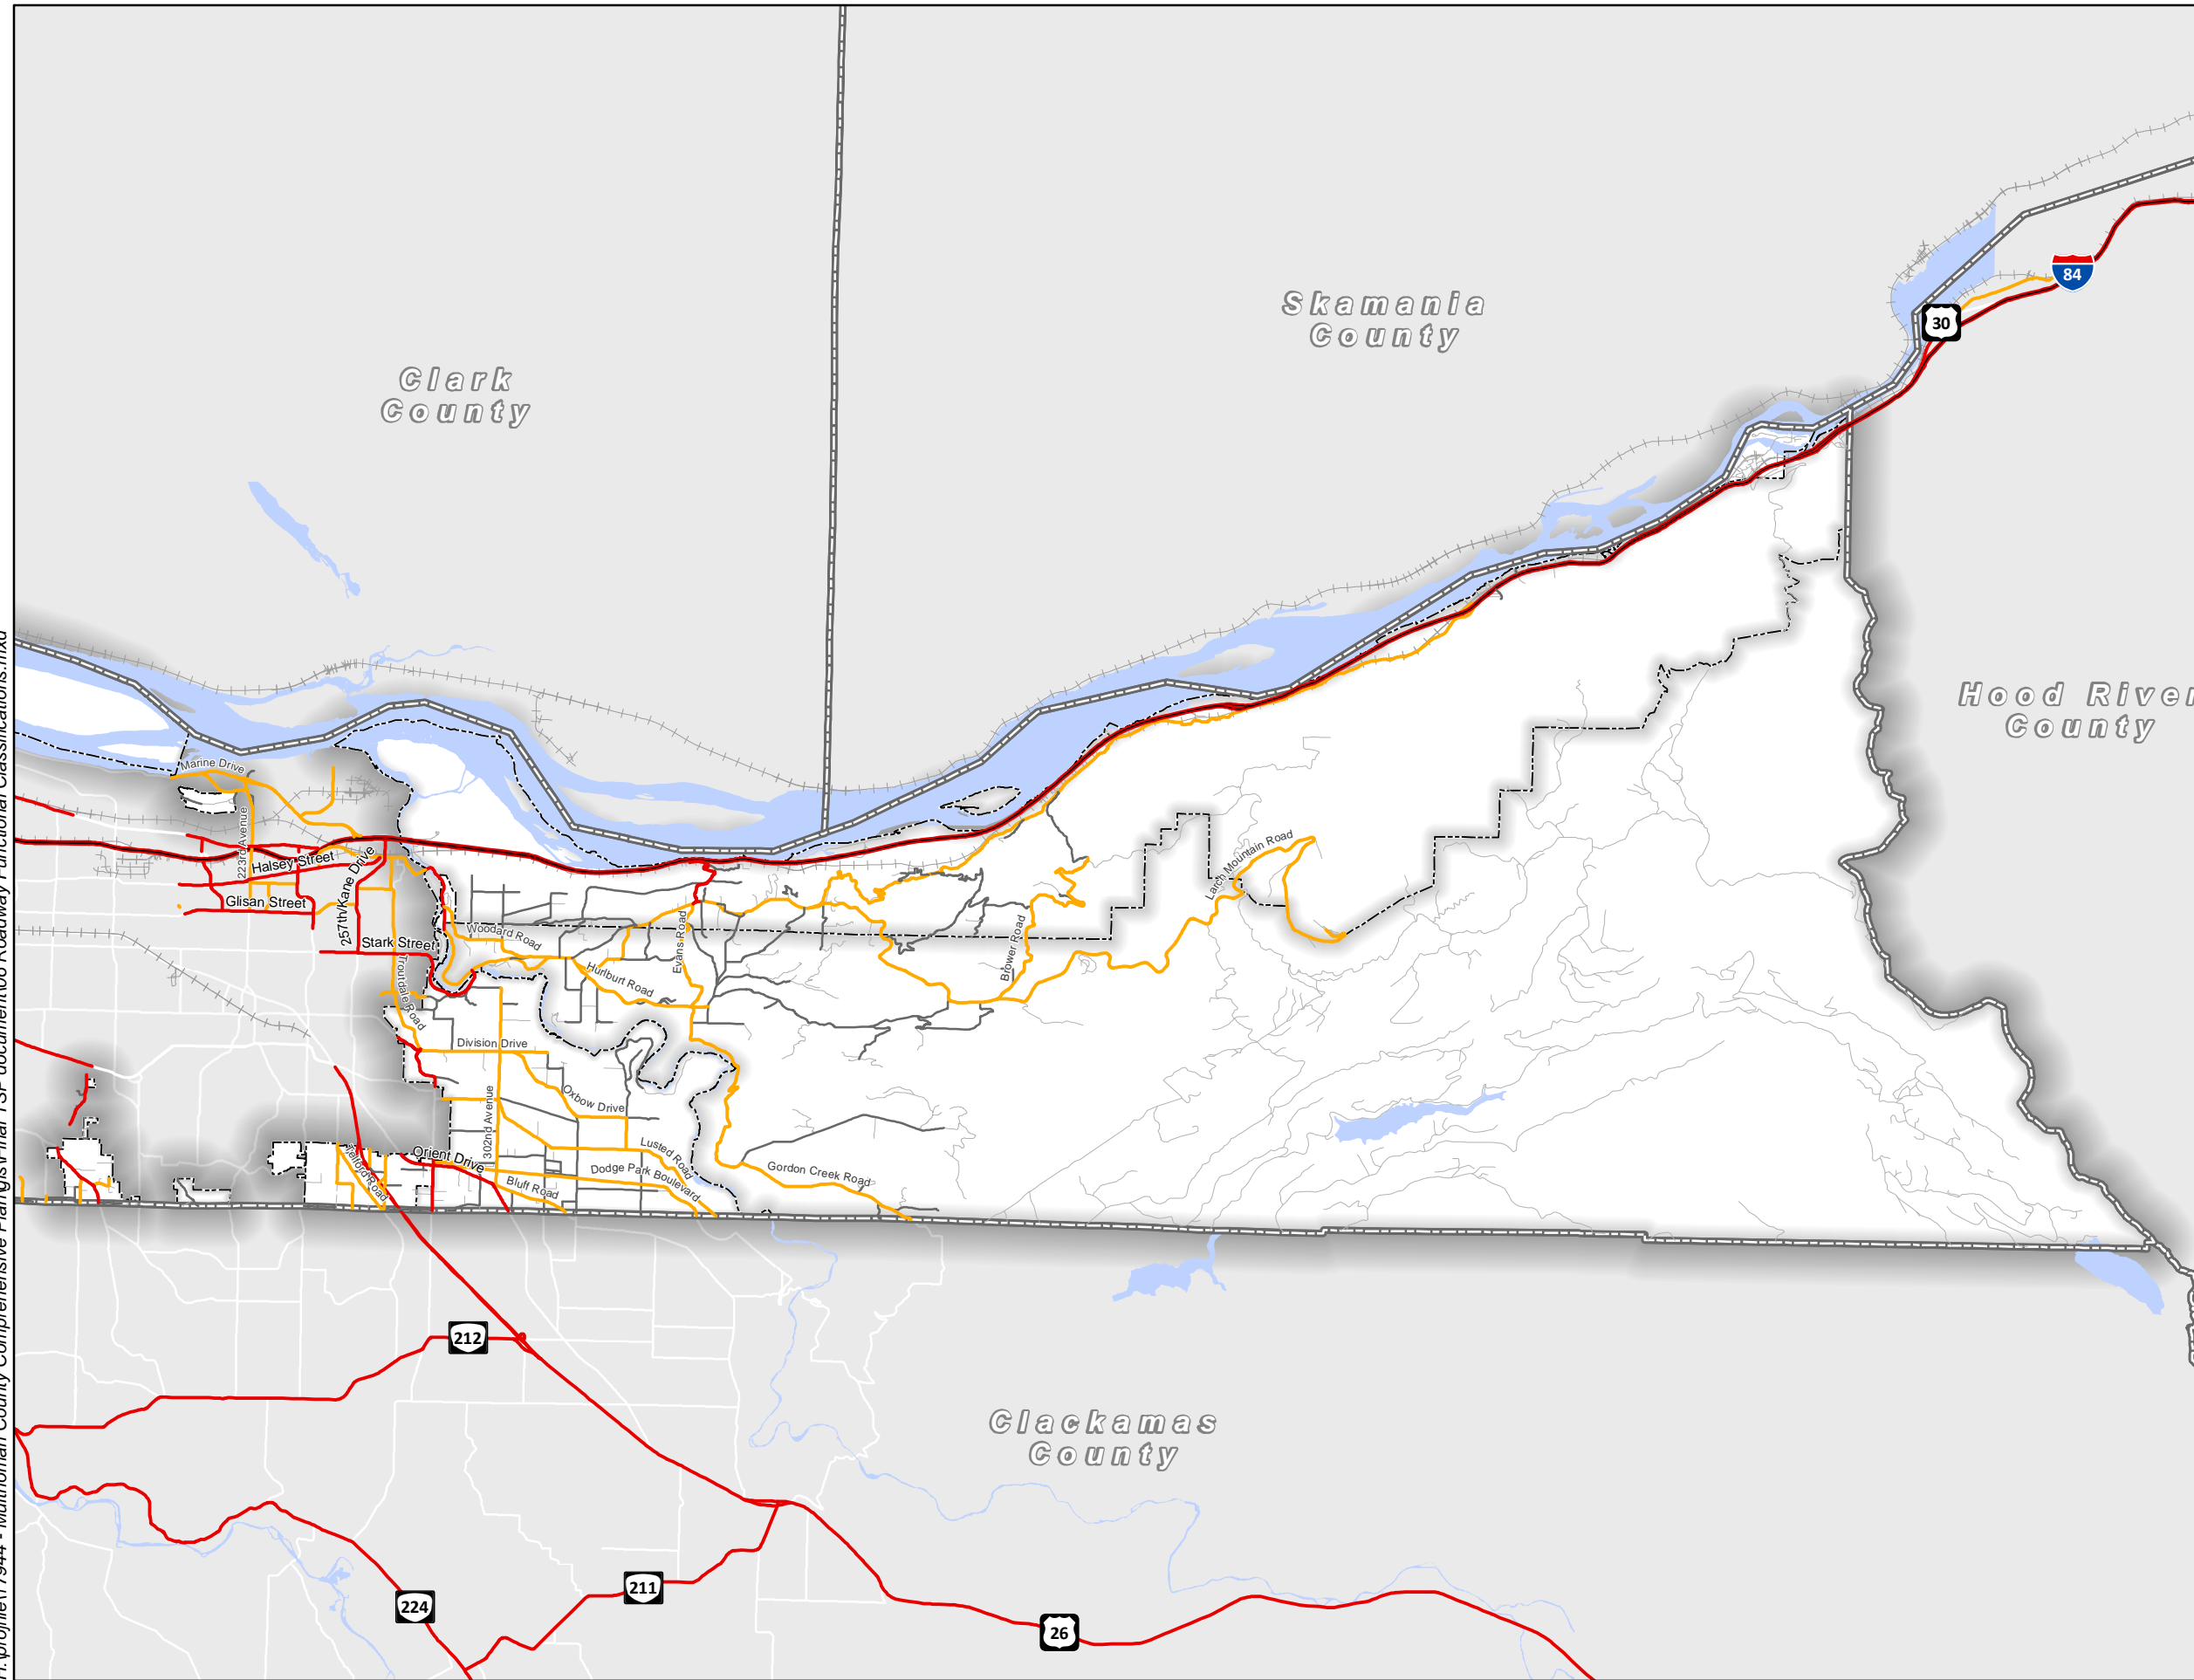 Skamania
County
84
30
Clark
County
Hood River
County
Marine Drive
223rd Avenue
Halsey Street
257th/Kane Drive
Glisan Street
Stark Street
Troutdale Road
Woodard Road
Hurlburt Road
Evans Road
Brower Road
Larch Mountain Road
Division Drive
302nd Avenue
Oxbow Drive
Lusted Road
Orient Drive
Dodge Park Boulevard
Bluff Road
Gordon Creek Road
212
Clackamas
County
211
224
26